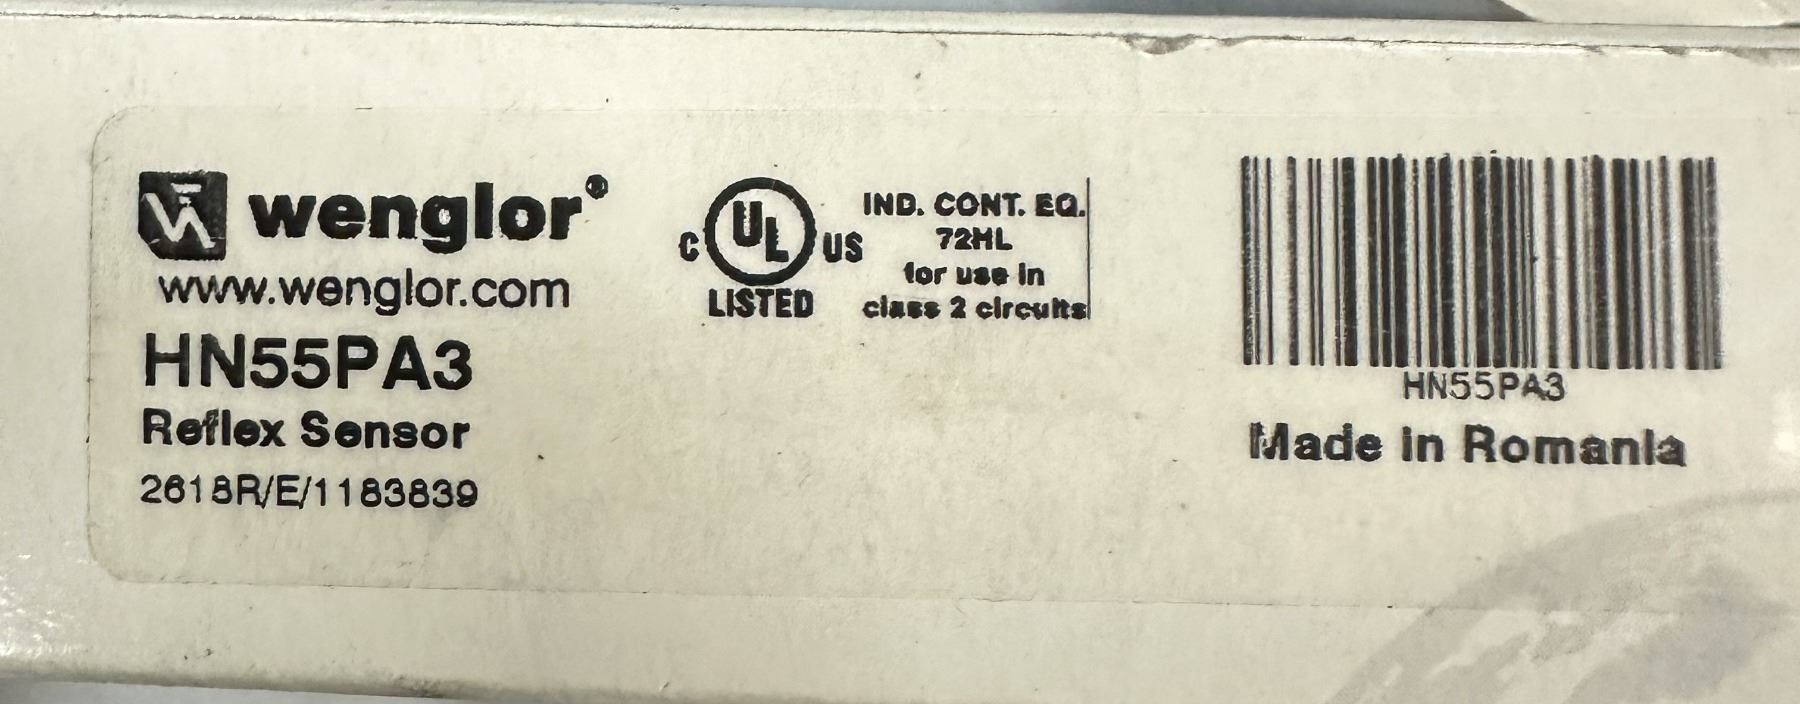 wenglor®
www.wenglor.com
HN55PA3
Reflex Sensor
2618R/E/1183839
C UL US
LISTED
IND. CONT. EQ.
72HL
for use in
class 2 circuits
HN55PA3
Made in Romania